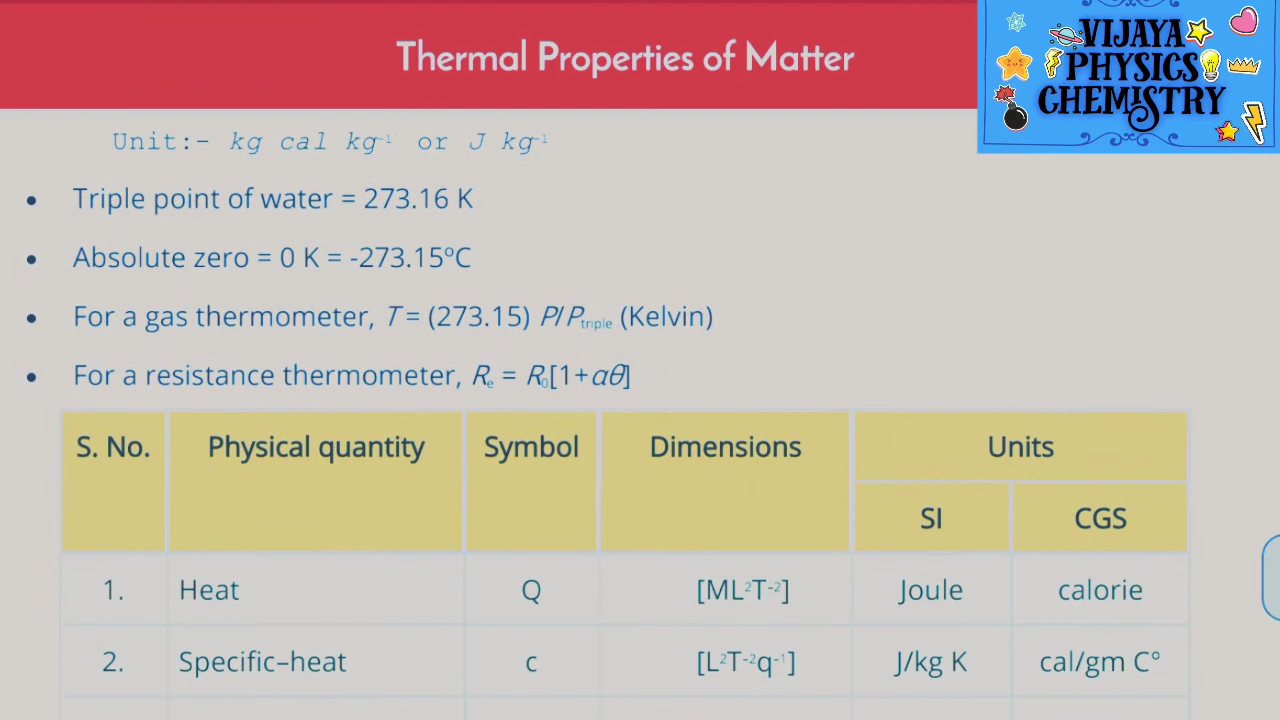 Thermal Properties of Matter
VIJAYA
PHYSICS
CHEMISTRY
Unit:- kg cal kg⁻¹ or J kg⁻¹
• Triple point of water = 273.16 K
• Absolute zero = 0 K = -273.15°C
• For a gas thermometer, T = (273.15) P/P_triple (Kelvin)
• For a resistance thermometer, Rₑ = R₀[1+αθ]
S. No. Physical quantity Symbol Dimensions Units
SI CGS
1. Heat Q [ML²T⁻²] Joule calorie
2. Specific–heat c [L²T⁻²q⁻¹] J/kg K cal/gm C°